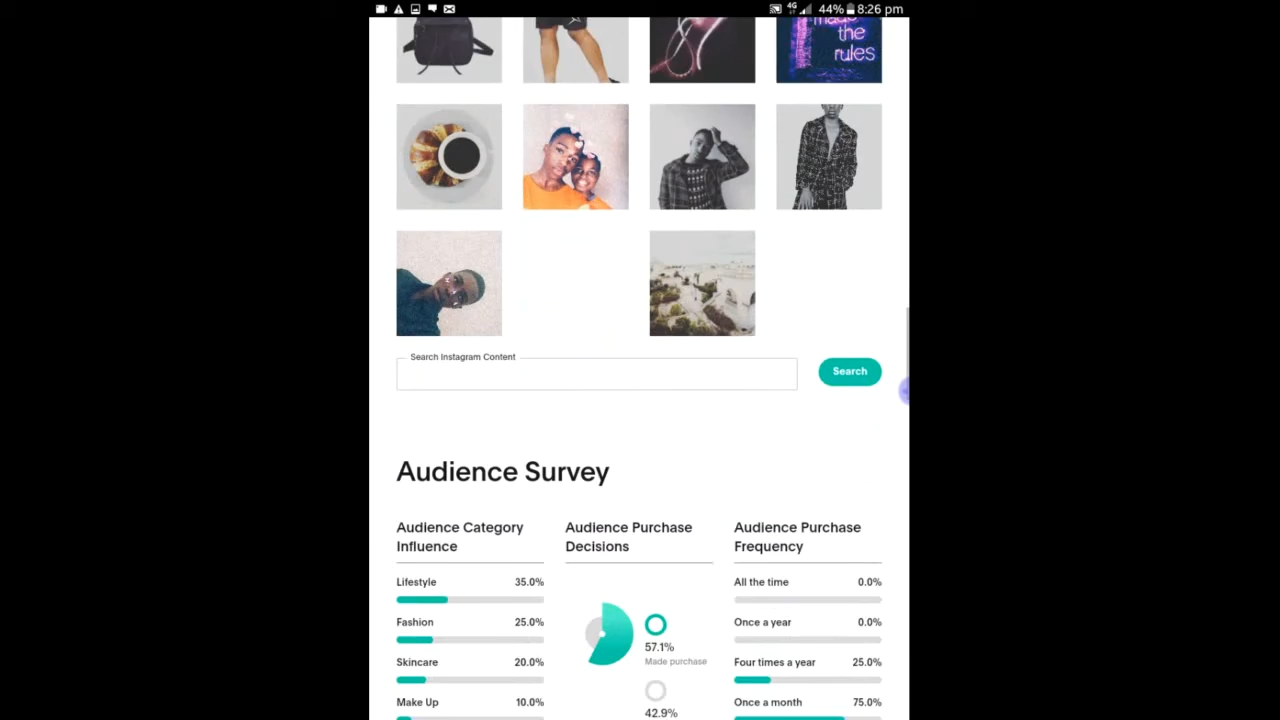 4G 44% 8:26 pm
made
the
rules
Search Instagram Content
Search
Audience Survey
Audience Category
Influence
Audience Purchase
Decisions
Audience Purchase
Frequency
Lifestyle 35.0%
Fashion 25.0%
Skincare 20.0%
Make Up 10.0%
57.1%
Made purchase
42.9%
All the time 0.0%
Once a year 0.0%
Four times a year 25.0%
Once a month 75.0%